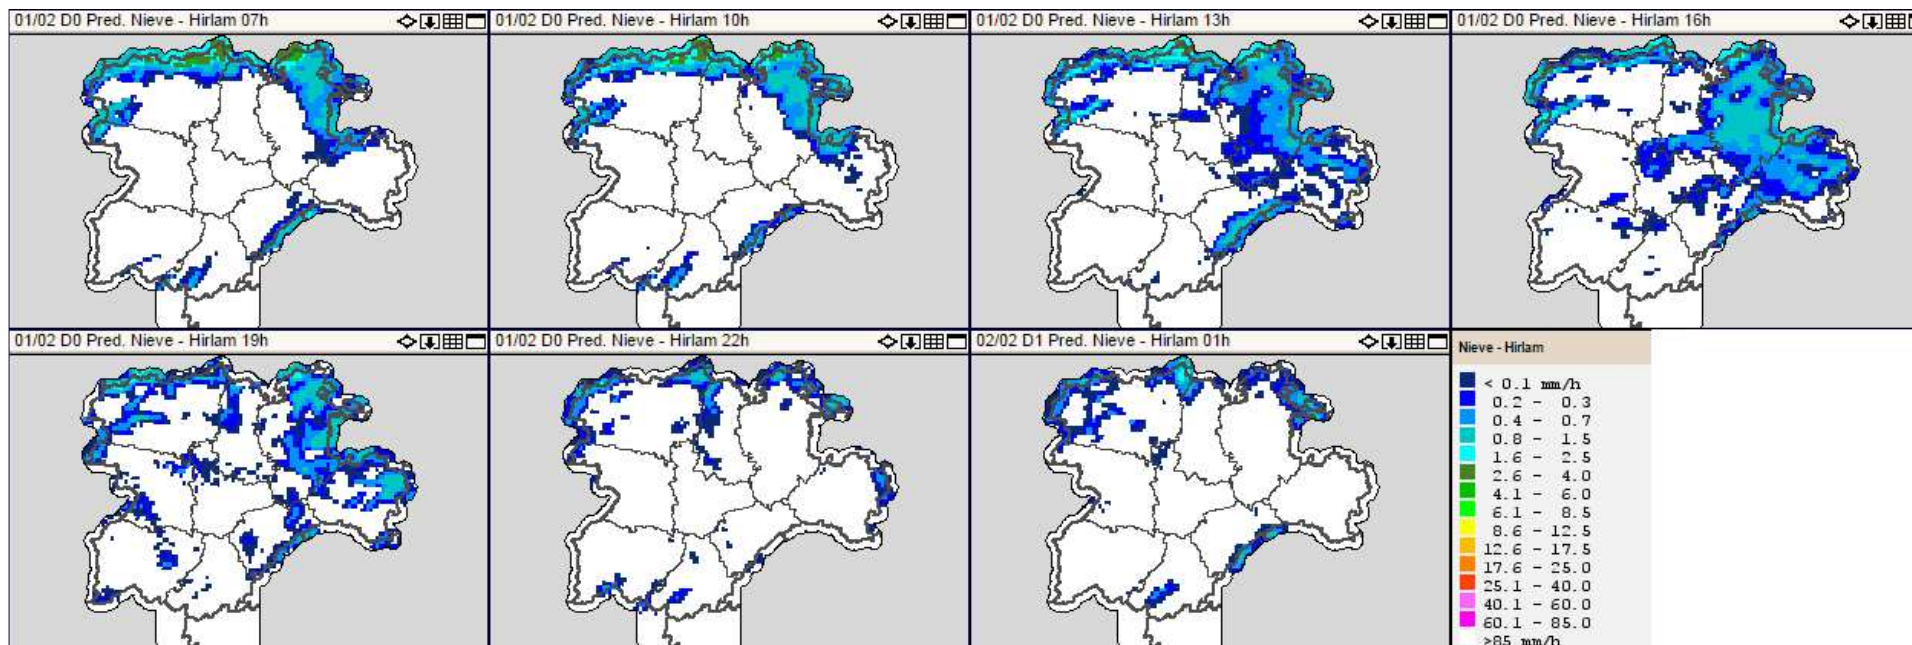 01/02 D0 Pred. Nieve - Hirlam 07h
01/02 D0 Pred. Nieve - Hirlam 10h
01/02 D0 Pred. Nieve - Hirlam 13h
01/02 D0 Pred. Nieve - Hirlam 16h
01/02 D0 Pred. Nieve - Hirlam 19h
01/02 D0 Pred. Nieve - Hirlam 22h
02/02 D1 Pred. Nieve - Hirlam 01h
Nieve - Hirlam
< 0.1 mm/h
0.2 - 0.3
0.4 - 0.7
0.8 - 1.5
1.6 - 2.5
2.6 - 4.0
4.1 - 6.0
6.1 - 8.5
8.6 - 12.5
12.6 - 17.5
17.6 - 25.0
25.1 - 40.0
40.1 - 60.0
60.1 - 85.0
>85 mm/h